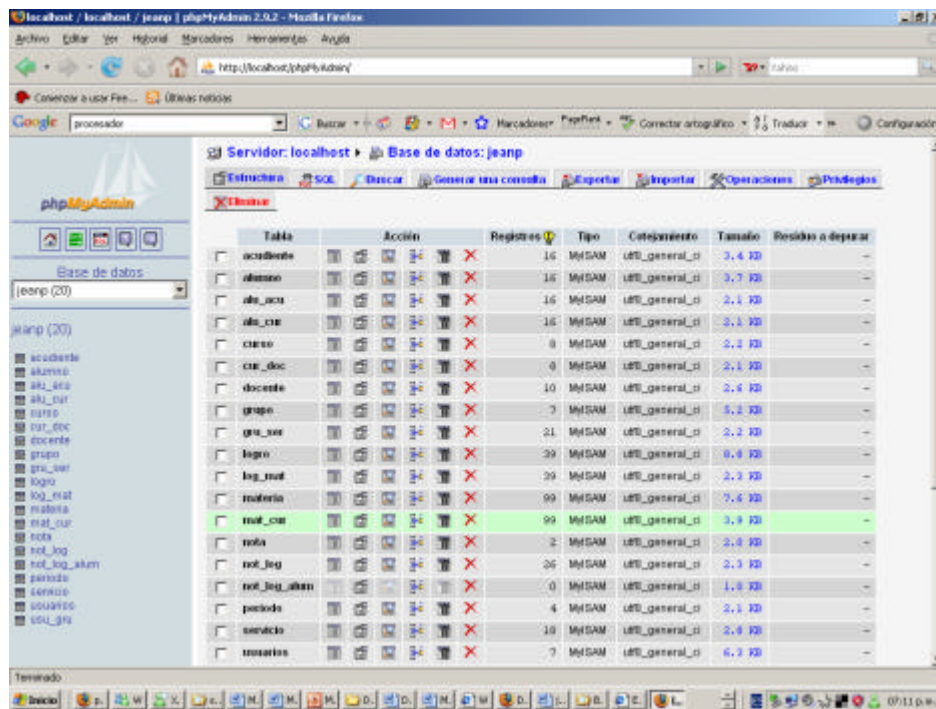 localhost / localhost / jeanp | phpMyAdmin 2.9.2 - Mozilla Firefox
Archivo Editar Ver Historial Marcadores Herramientas Ayuda
http://localhost/phpMyAdmin/
Comenzar a usar Fire... Últimas noticias
Google procesador Buscar Marcadores PageRank Corrector ortográfico Traducir Configuración
Servidor: localhost Base de datos: jeanp
Estructura SQL Buscar Generar una consulta Exportar Importar Operaciones Privilegios
Eliminar
phpMyAdmin
Base de datos
jeanp (20)
jeanp (20)
acudiente
alumno
alu_acu
alu_cur
curso
cur_doc
docente
grupo
gru_ser
logro
log_mat
materia
mat_cur
nota
not_log
not_log_alum
periodo
servicio
usuarios
usu_gru
Tabla Acción Registros Tipo Cotejamiento Tamaño Residuo a depurar
acudiente 16 MyISAM utf8_general_ci 3.4 KB -
alumno 16 MyISAM utf8_general_ci 3.7 KB -
alu_acu 16 MyISAM utf8_general_ci 2.1 KB -
alu_cur 16 MyISAM utf8_general_ci 2.1 KB -
curso MyISAM utf8_general_ci 2.2 KB -
cur_doc MyISAM utf8_general_ci 2.1 KB -
docente 10 MyISAM utf8_general_ci 2.6 KB -
grupo 7 MyISAM utf8_general_ci 5.2 KB -
gru_ser 21 MyISAM utf8_general_ci 2.2 KB -
logro 39 MyISAM utf8_general_ci KB -
log_mat 39 MyISAM utf8_general_ci 2.3 KB -
materia 99 MyISAM utf8_general_ci 7.6 KB -
mat_cur 99 MyISAM utf8_general_ci 3.9 KB -
nota 2 MyISAM utf8_general_ci 2.0 KB -
not_log 26 MyISAM utf8_general_ci 2.3 KB -
not_log_alum 0 MyISAM utf8_general_ci 1.0 KB -
periodo 4 MyISAM utf8_general_ci 2.1 KB -
servicio 10 MyISAM utf8_general_ci KB -
usuarios 7 MyISAM utf8_general_ci 6.3 KB -
Terminado
Inicio 07:11 p.m.